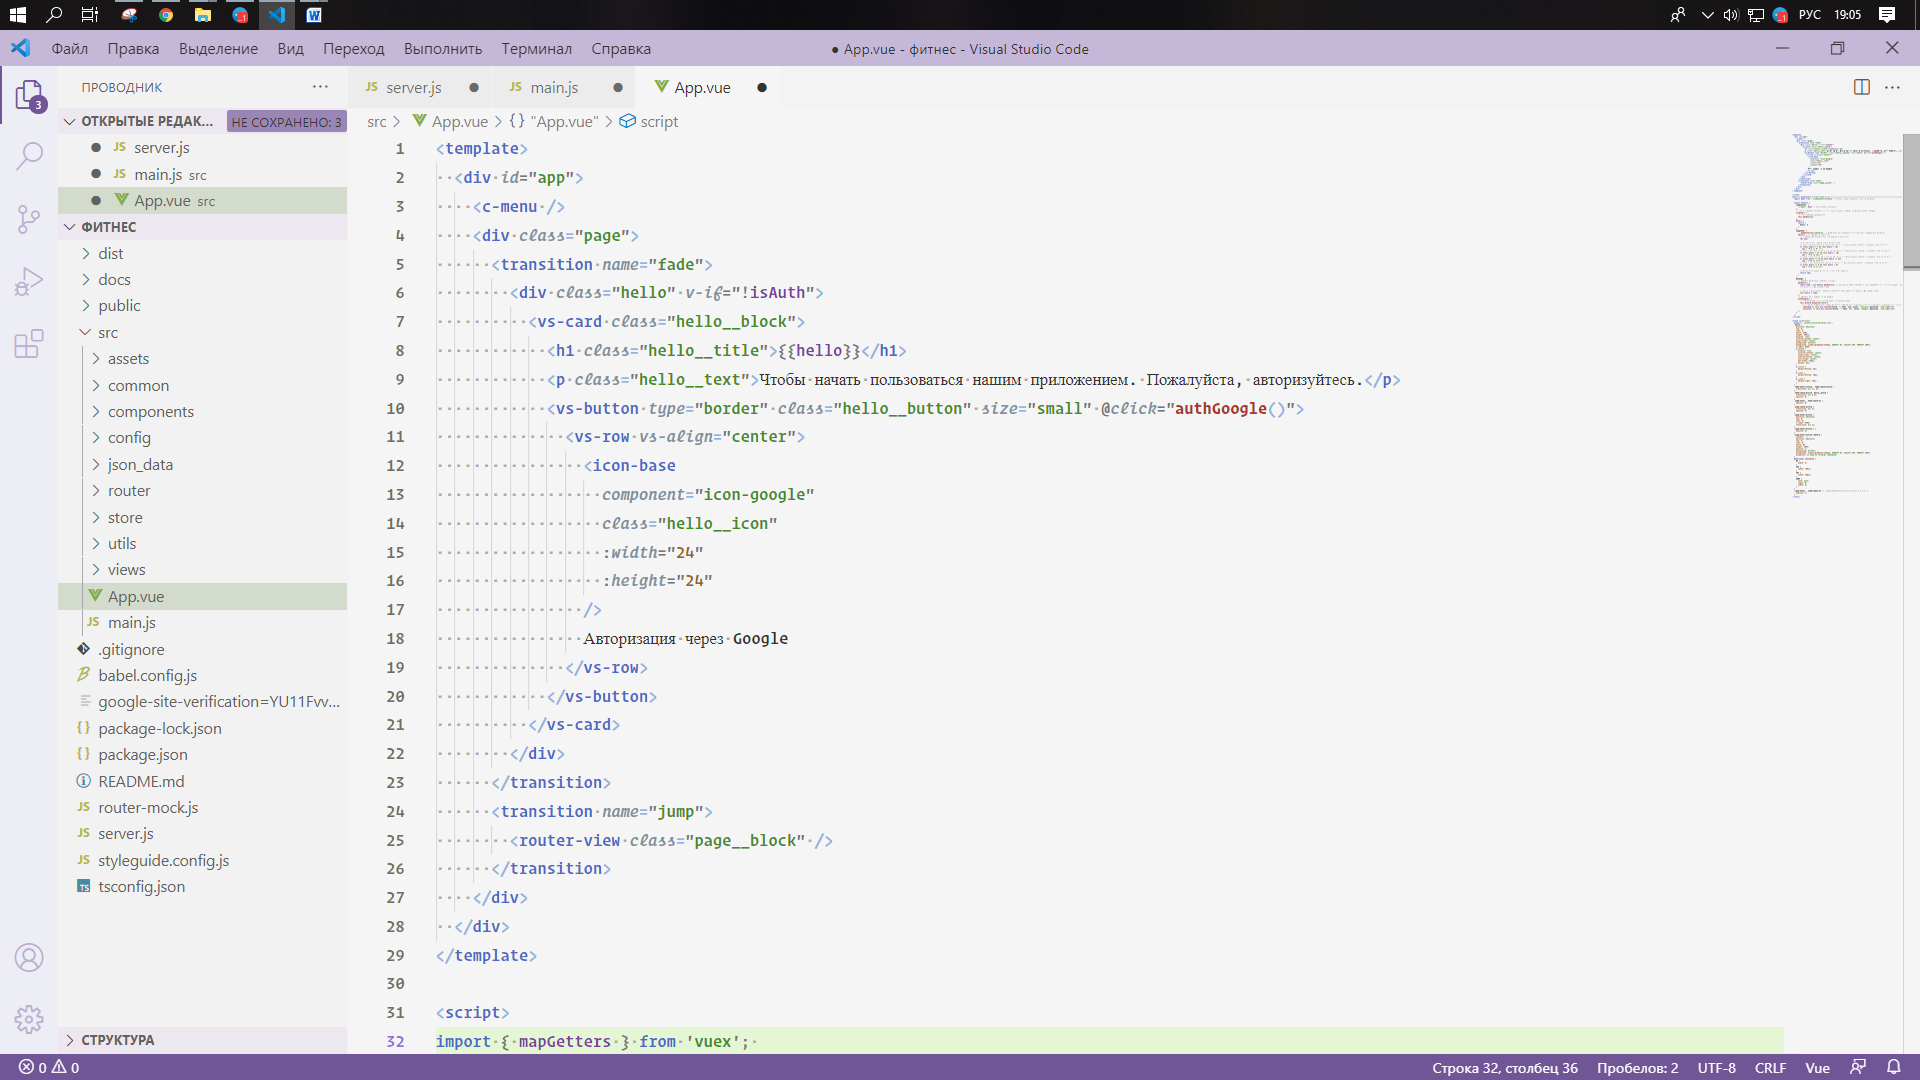 РУС
19:05
Файл Правка Выделение Вид Переход Выполнить Терминал Справка
● App.vue - фитнес - Visual Studio Code
3
ПРОВОДНИК ···
JS server.js ●
JS main.js ●
App.vue ●
ОТКРЫТЫЕ РЕДАК... НЕ СОХРАНЕНО: 3
● JS server.js
● JS main.js src
● App.vue src
ФИТНЕС
dist
docs
public
src
assets
common
components
config
json_data
router
store
utils
views
App.vue
JS main.js
.gitignore
babel.config.js
google-site-verification=YU11Fvv...
{} package-lock.json
{} package.json
README.md
JS router-mock.js
JS server.js
JS styleguide.config.js
TS tsconfig.json
СТРУКТУРА
src > App.vue > {} "App.vue" > script
1 <template>
2 <div id="app">
3 <c-menu />
4 <div class="page">
5 <transition name="fade">
6 <div class="hello" v-if="!isAuth">
7 <vs-card class="hello__block">
8 <h1 class="hello__title">{{hello}}</h1>
9 <p class="hello__text">Чтобы начать пользоваться нашим приложением. Пожалуйста, авторизуйтесь.</p>
10 <vs-button type="border" class="hello__button" size="small" @click="authGoogle()">
11 <vs-row vs-align="center">
12 <icon-base
13 component="icon-google"
14 class="hello__icon"
15 :width="24"
16 :height="24"
17 />
18 Авторизация через Google
19 </vs-row>
20 </vs-button>
21 </vs-card>
22 </div>
23 </transition>
24 <transition name="jump">
25 <router-view class="page__block" />
26 </transition>
27 </div>
28 </div>
29 </template>
30
31 <script>
32 import { mapGetters } from 'vuex';
0 0
Строка 32, столбец 36 Пробелов: 2 UTF-8 CRLF Vue